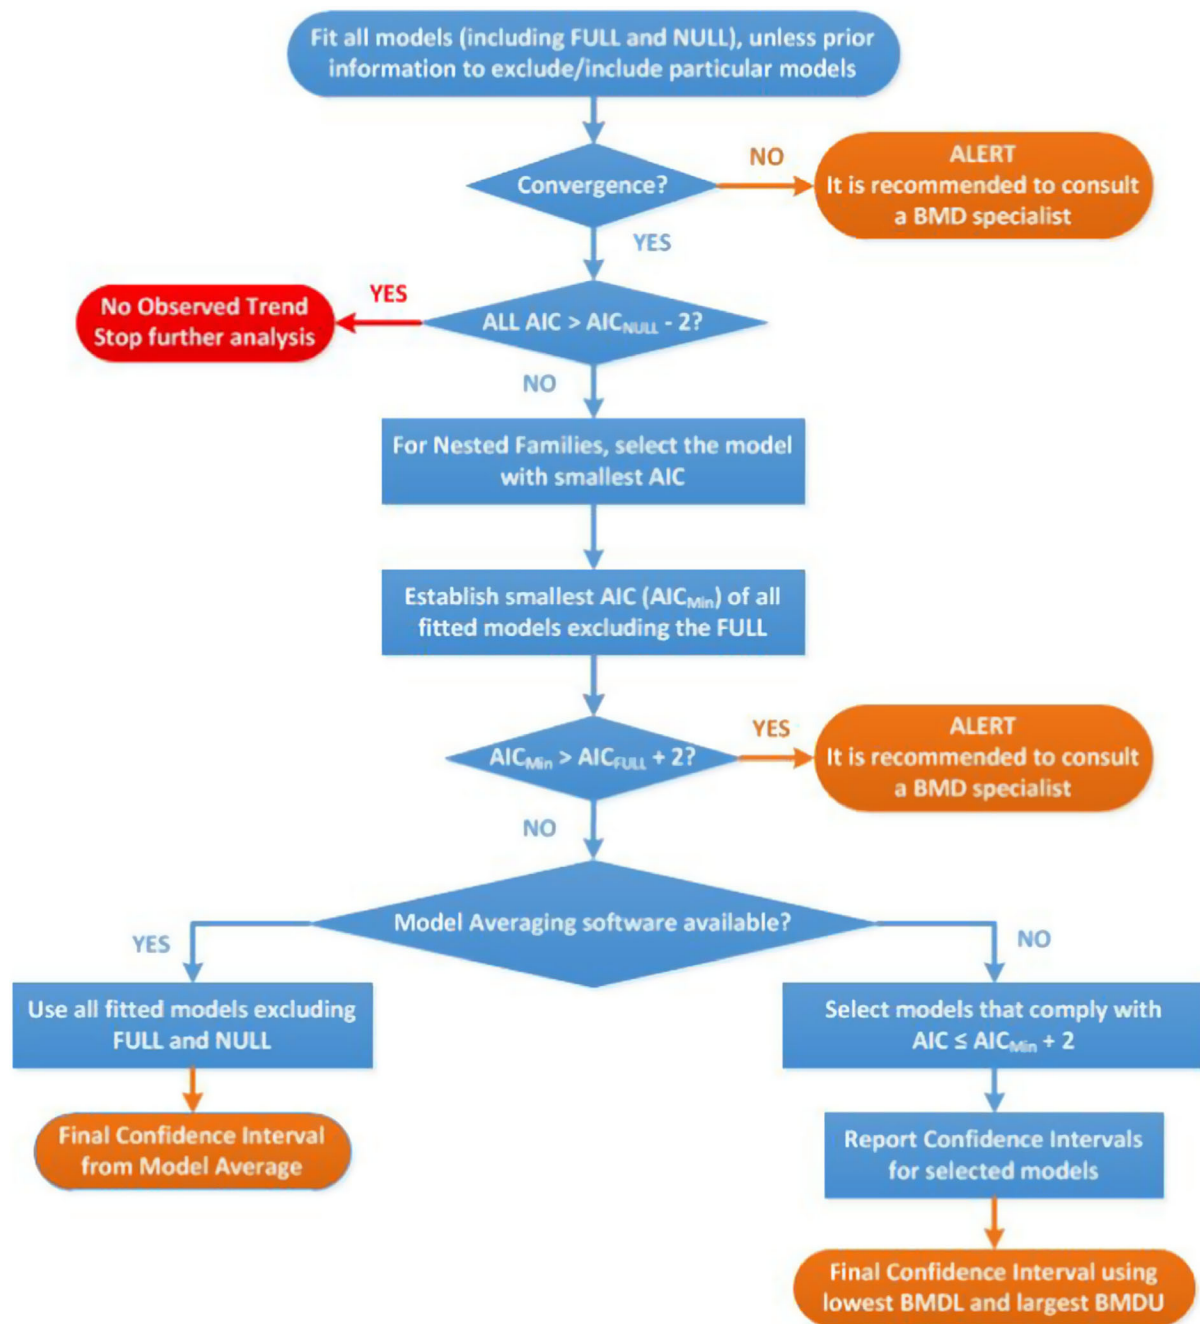 Fit all models (including FULL and NULL), unless prior
information to exclude/include particular models
Convergence?
NO
ALERT
It is recommended to consult
a BMD specialist
YES
ALL AIC > AICNULL - 2?
YES
No Observed Trend
Stop further analysis
NO
For Nested Families, select the model
with smallest AIC
Establish smallest AIC (AICMin) of all
fitted models excluding the FULL
AICMin > AICFULL + 2?
YES
ALERT
It is recommended to consult
a BMD specialist
NO
Model Averaging software available?
YES
Use all fitted models excluding
FULL and NULL
Final Confidence Interval
from Model Average
NO
Select models that comply with
AIC ≤ AICMin + 2
Report Confidence Intervals
for selected models
Final Confidence Interval using
lowest BMDL and largest BMDU